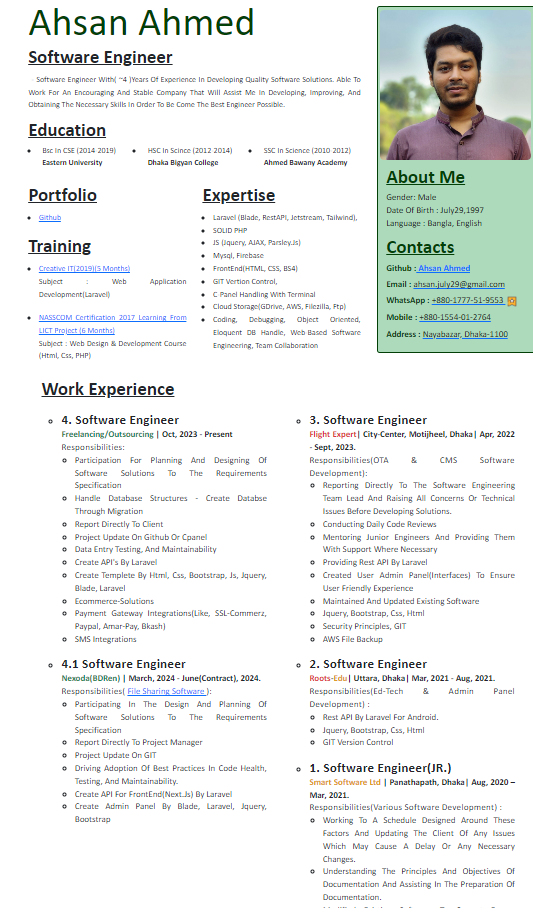 Ahsan Ahmed
Software Engineer
Software Engineer With( ~4 )Years Of Experience In Developing Quality Software Solutions. Able To
Work For An Encouraging And Stable Company That Will Assist Me In Developing, Improving, And
Obtaining The Necessary Skills In Order To Be Come The Best Engineer Possible.
Education
Bsc In CSE (2014-2019)
Eastern University
HSC In Science (2012-2014)
Dhaka Bigyan College
SSC In Science (2010-2012)
Ahmed Bawany Academy
Portfolio
Github
Training
Creative IT(2019)(3 Months)
Subject : Web Application
Development(Laravel)
NASSCOM Certification 2017 Learning From
LICT Project (6 Months)
Subject : Web Design & Development Course
(Html, Css, PHP)
Expertise
Laravel (Blade, RestAPI, Jetstream, Tailwind),
SOLID PHP
JS (Jquery, AJAX, Parsley.Js)
Mysql, Firebase
FrontEnd(HTML, CSS, BS4)
GIT Vertion Control,
C-Panel Handling With Terminal
Cloud Storage(GDrive, AWS, Filezilla, Ftp)
Coding, Debugging, Object Oriented,
Eloquent DB Handle, Web Based Software
Engineering, Team Collaboration
About Me
Gender: Male
Date Of Birth : July29,1997
Language : Bangla, English
Contacts
Github : Ahsan Ahmed
Email : ahsan.july29@gmail.com
WhatsApp : +880-1777-51-9553
Mobile : +880-1554-01-2764
Address : Nayabazar, Dhaka-1100
Work Experience
4. Software Engineer
Freelancing/Outsourcing | Oct, 2023 - Present
Responsibilities:
Participation For Planning And Designing Of
Software Solutions To The Requirements
Specification
Handle Database Structures - Create Databse
Through Migration
Report Directly To Client
Project Update On Github Or Cpanel
Data Entry Testing, And Maintainability
Create API's By Laravel
Create Templete By Html, Css, Bootstrap, Js, Jquery,
Blade, Laravel
Ecommerce-Solutions
Payment Gateway Integrations(Like, SSL-Commerz,
Paypal, Amar-Pay, Bkash)
SMS Integrations
4.1 Software Engineer
Nexoda(BDRen) | March, 2024 - June(Contract), 2024.
Responsibilities( File Sharing Software ):
Participating In The Design And Planning Of
Software Solutions To The Requirements
Specification
Report Directly To Project Manager
Project Update On GIT
Driving Adoption Of Best Practices In Code Health,
Testing, And Maintainability.
Create API For FrontEnd(Next.Js) By Laravel
Create Admin Panel By Blade, Laravel, Jquery,
Bootstrap
3. Software Engineer
Flight Expert| City-Center, Motijheel, Dhaka| Apr, 2022
- Sept, 2023.
Responsibilities(OTA & CMS Software
Development):
Reporting Directly To The Software Engineering
Team Lead And Raising All Concerns Or Technical
Issues Before Developing Solutions.
Conducting Daily Code Reviews
Mentoring Junior Engineers And Providing Them
With Support Where Necessary
Providing Rest API By Laravel
Created User Admin Panel(Interfaces) To Ensure
User Friendly Experience
Maintained And Updated Existing Software
Jquery, Bootstrap, Css, Html
Security Principles, GIT
AWS File Backup
2. Software Engineer
Roots-Edu| Uttara, Dhaka| Mar, 2021 - Aug, 2021.
Responsibilities(Ed-Tech & Admin Panel
Development) :
Rest API By Laravel For Android.
Jquery, Bootstrap, Css, Html
GIT Version Control
1. Software Engineer(JR.)
Smart Software Ltd | Panathapath, Dhaka| Aug, 2020 –
Mar, 2021.
Responsibilities(Various Software Development) :
Working To A Schedule Designed Around These
Factors And Updating The Client Of Any Issues
Which May Cause A Delay Or Any Necessary
Changes.
Understanding The Principles And Objectives Of
Documentation And Assisting In The Preparation Of
Documentation.